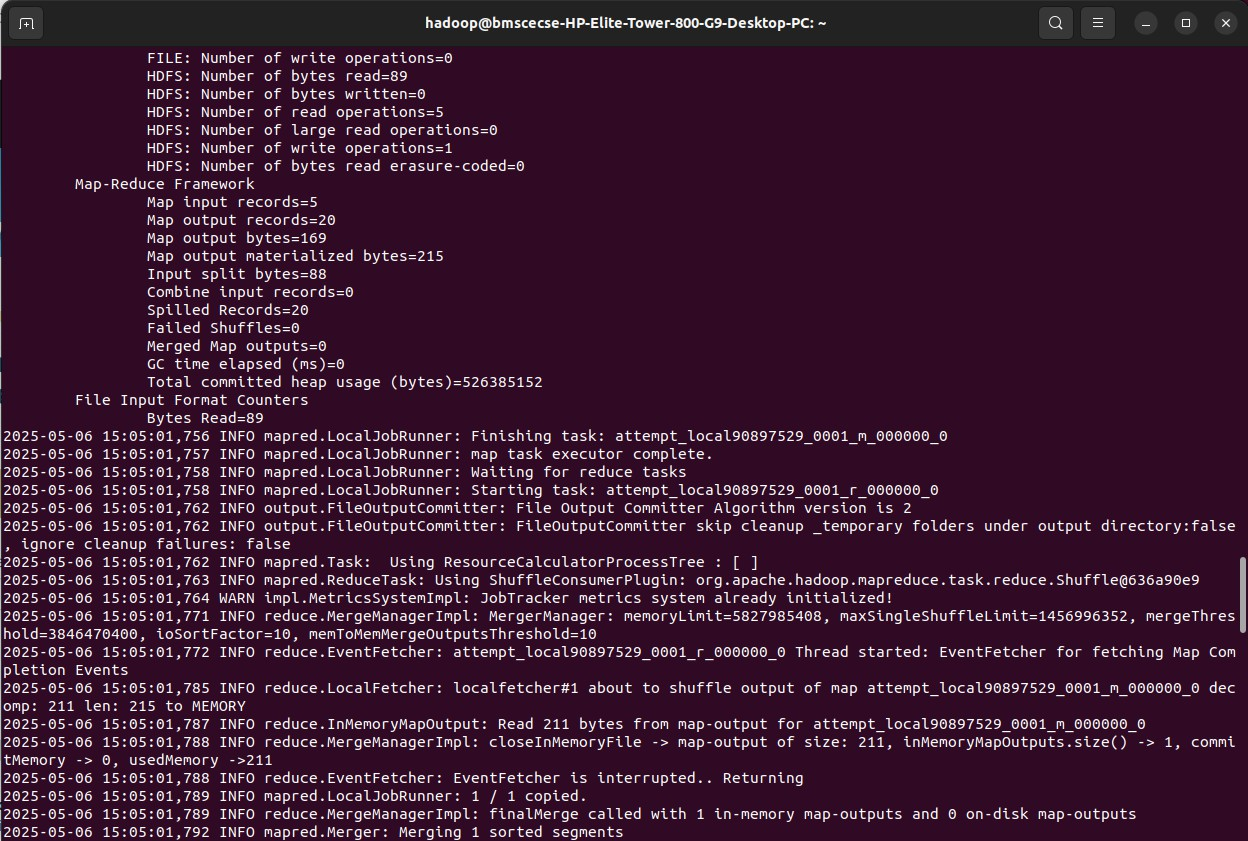 hadoop@bmscecse-HP-Elite-Tower-800-G9-Desktop-PC: ~
FILE: Number of write operations=0
HDFS: Number of bytes read=89
HDFS: Number of bytes written=0
HDFS: Number of read operations=5
HDFS: Number of large read operations=0
HDFS: Number of write operations=1
HDFS: Number of bytes read erasure-coded=0
Map-Reduce Framework
Map input records=5
Map output records=20
Map output bytes=169
Map output materialized bytes=215
Input split bytes=88
Combine input records=0
Spilled Records=20
Failed Shuffles=0
Merged Map outputs=0
GC time elapsed (ms)=0
Total committed heap usage (bytes)=526385152
File Input Format Counters
Bytes Read=89
2025-05-06 15:05:01,756 INFO mapred.LocalJobRunner: Finishing task: attempt_local90897529_0001_m_000000_0
2025-05-06 15:05:01,757 INFO mapred.LocalJobRunner: map task executor complete.
2025-05-06 15:05:01,758 INFO mapred.LocalJobRunner: Waiting for reduce tasks
2025-05-06 15:05:01,758 INFO mapred.LocalJobRunner: Starting task: attempt_local90897529_0001_r_000000_0
2025-05-06 15:05:01,762 INFO output.FileOutputCommitter: File Output Committer Algorithm version is 2
2025-05-06 15:05:01,762 INFO output.FileOutputCommitter: FileOutputCommitter skip cleanup _temporary folders under output directory:false
, ignore cleanup failures: false
2025-05-06 15:05:01,762 INFO mapred.Task:  Using ResourceCalculatorProcessTree : [ ]
2025-05-06 15:05:01,763 INFO mapred.ReduceTask: Using ShuffleConsumerPlugin: org.apache.hadoop.mapreduce.task.reduce.Shuffle@636a90e9
2025-05-06 15:05:01,764 WARN impl.MetricsSystemImpl: JobTracker metrics system already initialized!
2025-05-06 15:05:01,771 INFO reduce.MergeManagerImpl: MergerManager: memoryLimit=5827985408, maxSingleShuffleLimit=1456996352, mergeThres
hold=3846470400, ioSortFactor=10, memToMemMergeOutputsThreshold=10
2025-05-06 15:05:01,772 INFO reduce.EventFetcher: attempt_local90897529_0001_r_000000_0 Thread started: EventFetcher for fetching Map Com
pletion Events
2025-05-06 15:05:01,785 INFO reduce.LocalFetcher: localfetcher#1 about to shuffle output of map attempt_local90897529_0001_m_000000_0 dec
omp: 211 len: 215 to MEMORY
2025-05-06 15:05:01,787 INFO reduce.InMemoryMapOutput: Read 211 bytes from map-output for attempt_local90897529_0001_m_000000_0
2025-05-06 15:05:01,788 INFO reduce.MergeManagerImpl: closeInMemoryFile -> map-output of size: 211, inMemoryMapOutputs.size() -> 1, commi
tMemory -> 0, usedMemory ->211
2025-05-06 15:05:01,788 INFO reduce.EventFetcher: EventFetcher is interrupted.. Returning
2025-05-06 15:05:01,789 INFO mapred.LocalJobRunner: 1 / 1 copied.
2025-05-06 15:05:01,789 INFO reduce.MergeManagerImpl: finalMerge called with 1 in-memory map-outputs and 0 on-disk map-outputs
2025-05-06 15:05:01,792 INFO mapred.Merger: Merging 1 sorted segments